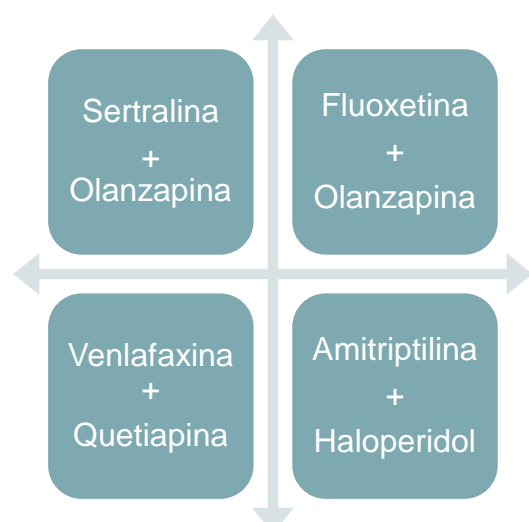 Sertralina
+
Olanzapina
Fluoxetina
+
Olanzapina
Venlafaxina
+
Quetiapina
Amitriptilina
+
Haloperidol